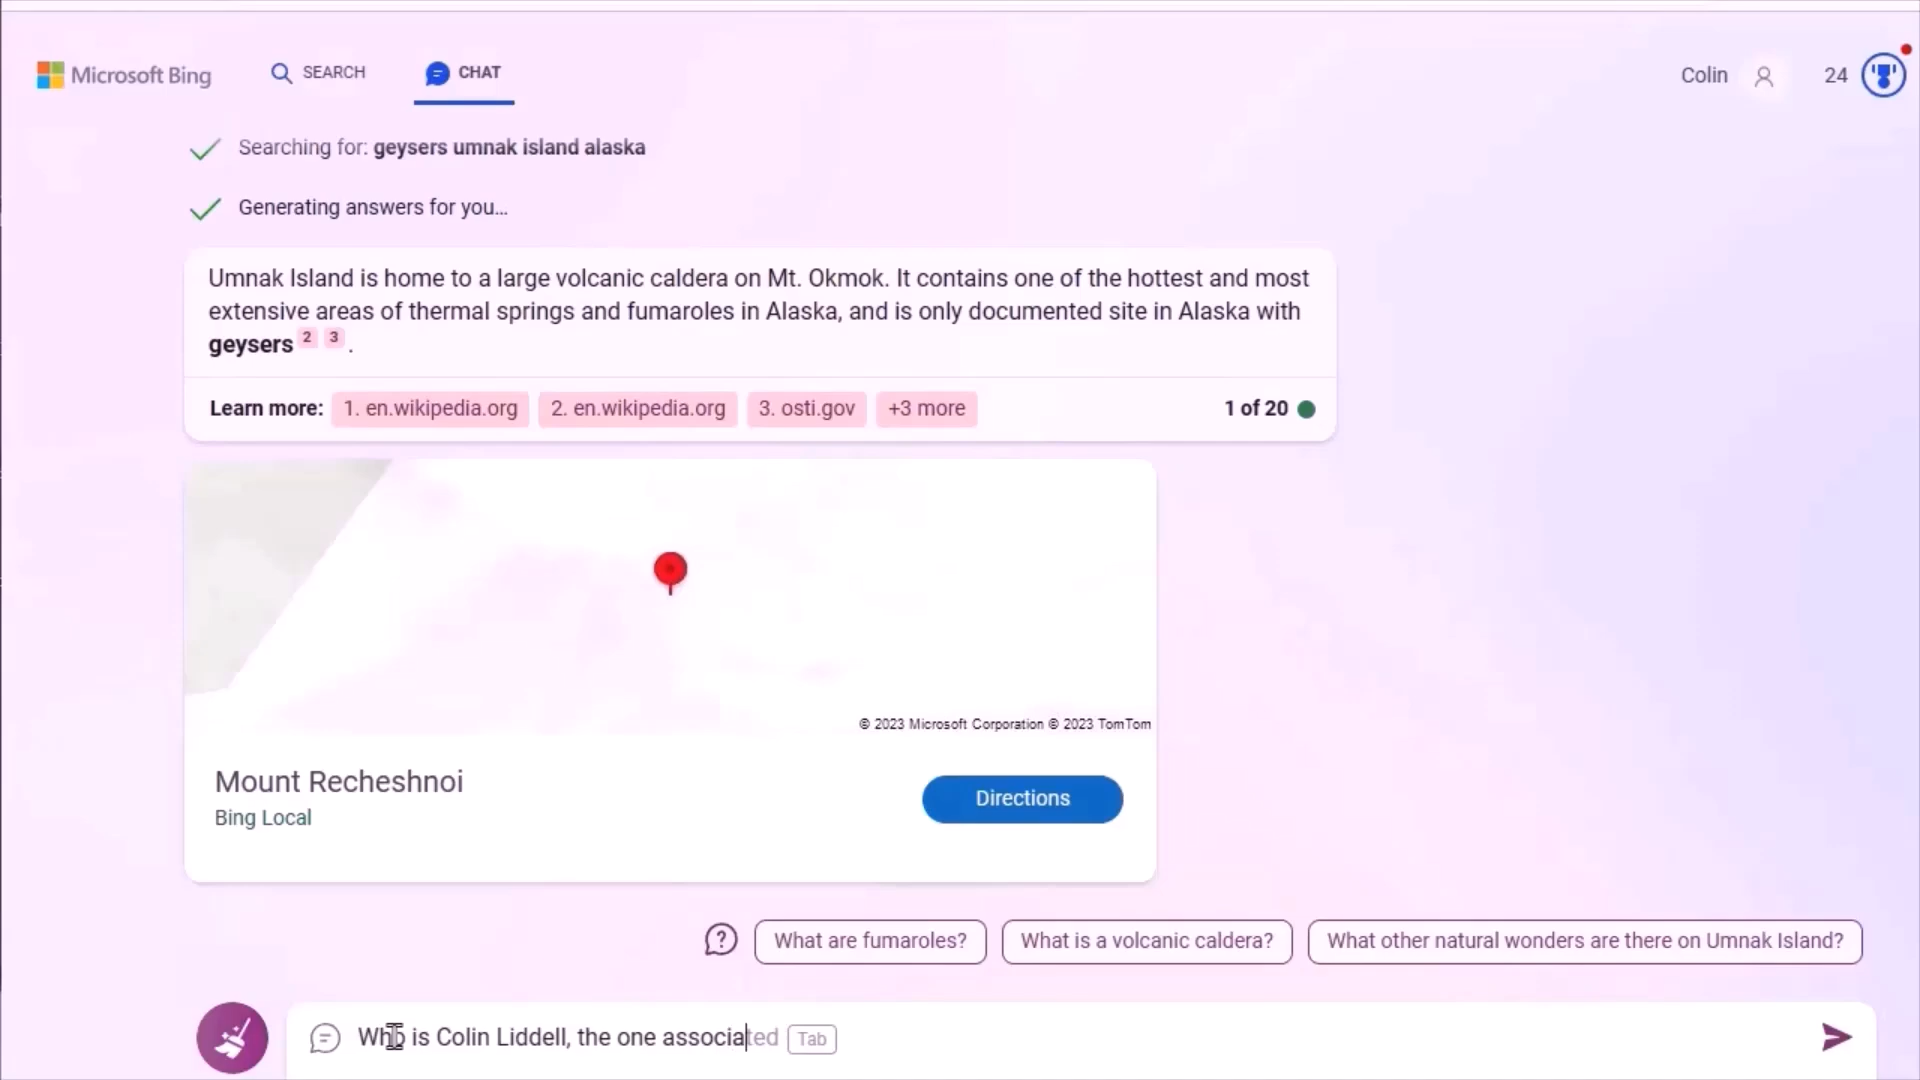 Microsoft Bing
SEARCH
CHAT
Colin
24
Searching for: geysers umnak island alaska
Generating answers for you…
Umnak Island is home to a large volcanic caldera on Mt. Okmok. It contains one of the hottest and most
extensive areas of thermal springs and fumaroles in Alaska, and is only documented site in Alaska with
geysers 2 3 .
Learn more: 1. en.wikipedia.org 2. en.wikipedia.org 3. osti.gov +3 more 1 of 20
© 2023 Microsoft Corporation © 2023 TomTom
Mount Recheshnoi
Bing Local
Directions
What are fumaroles? What is a volcanic caldera? What other natural wonders are there on Umnak Island?
Who is Colin Liddell, the one associated Tab